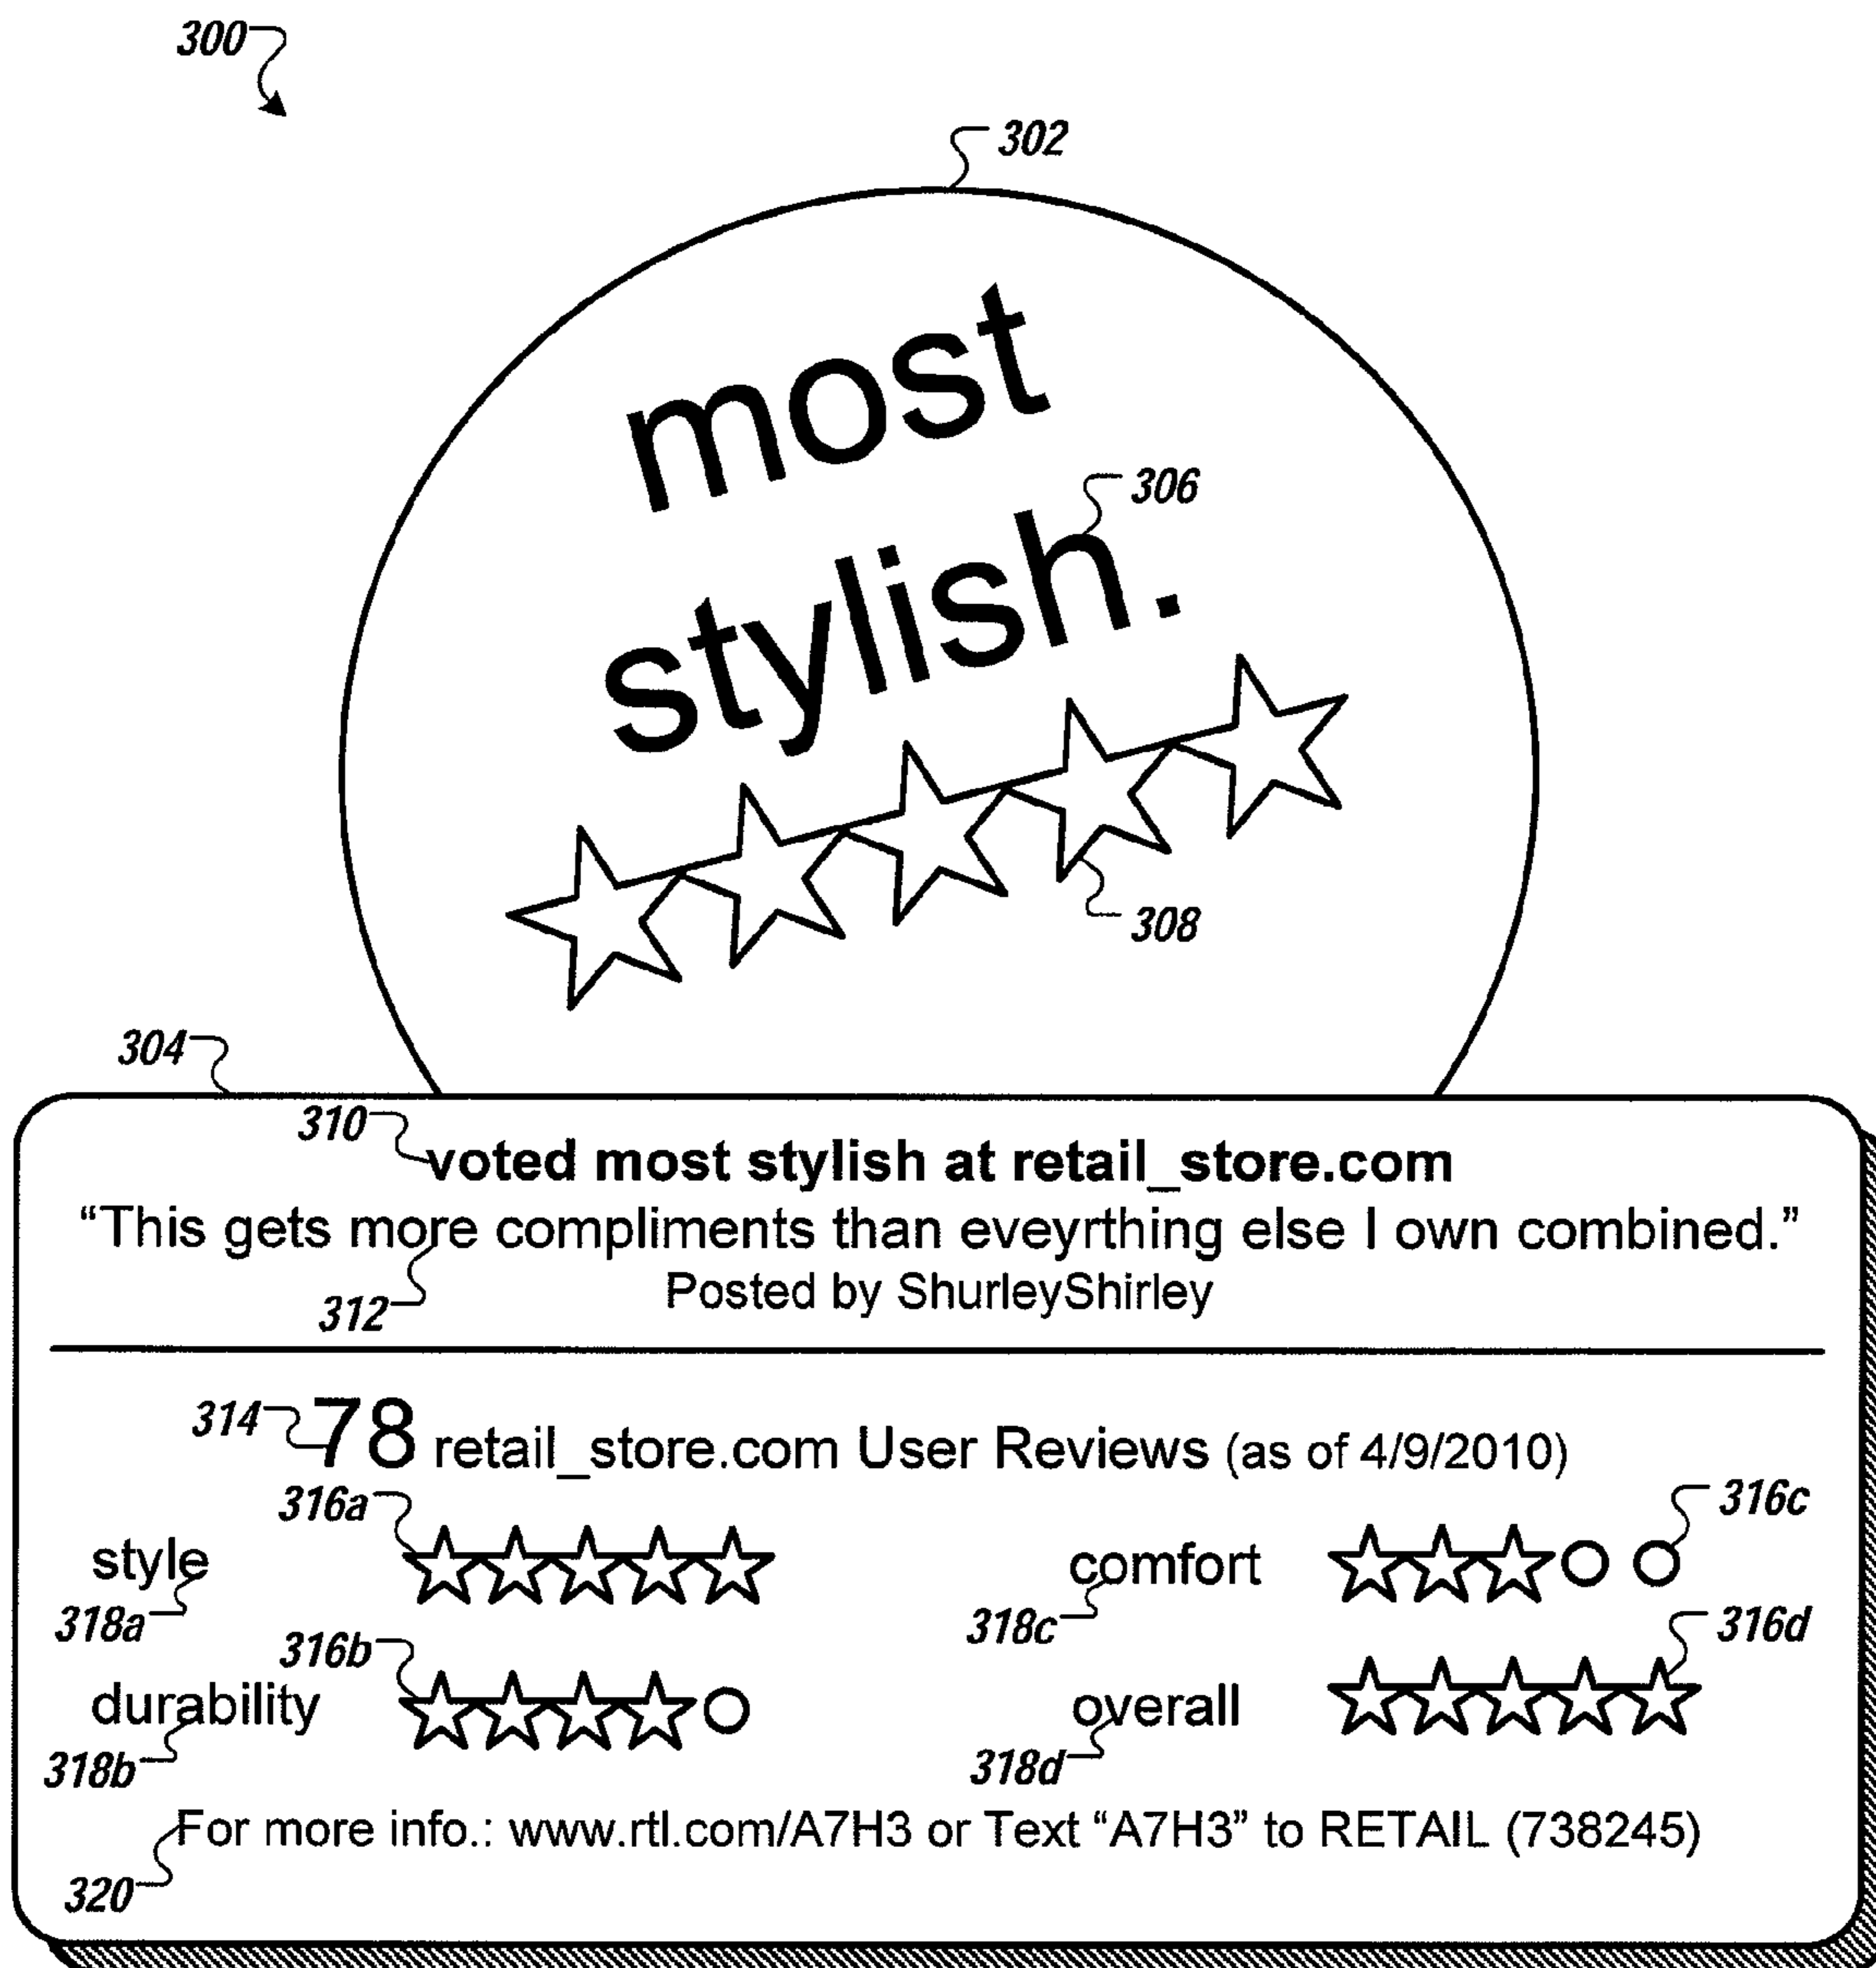 300
302
most
306
stylish.
308
304
310
voted most stylish at retail_store.com
“This gets more compliments than eveyrthing else I own combined.”
312
Posted by ShurleyShirley
314
78 retail_store.com User Reviews (as of 4/9/2010)
316a
316c
style
comfort
318a
318c
316b
316d
durability
overall
318b
318d
For more info.: www.rtl.com/A7H3 or Text “A7H3” to RETAIL (738245)
320